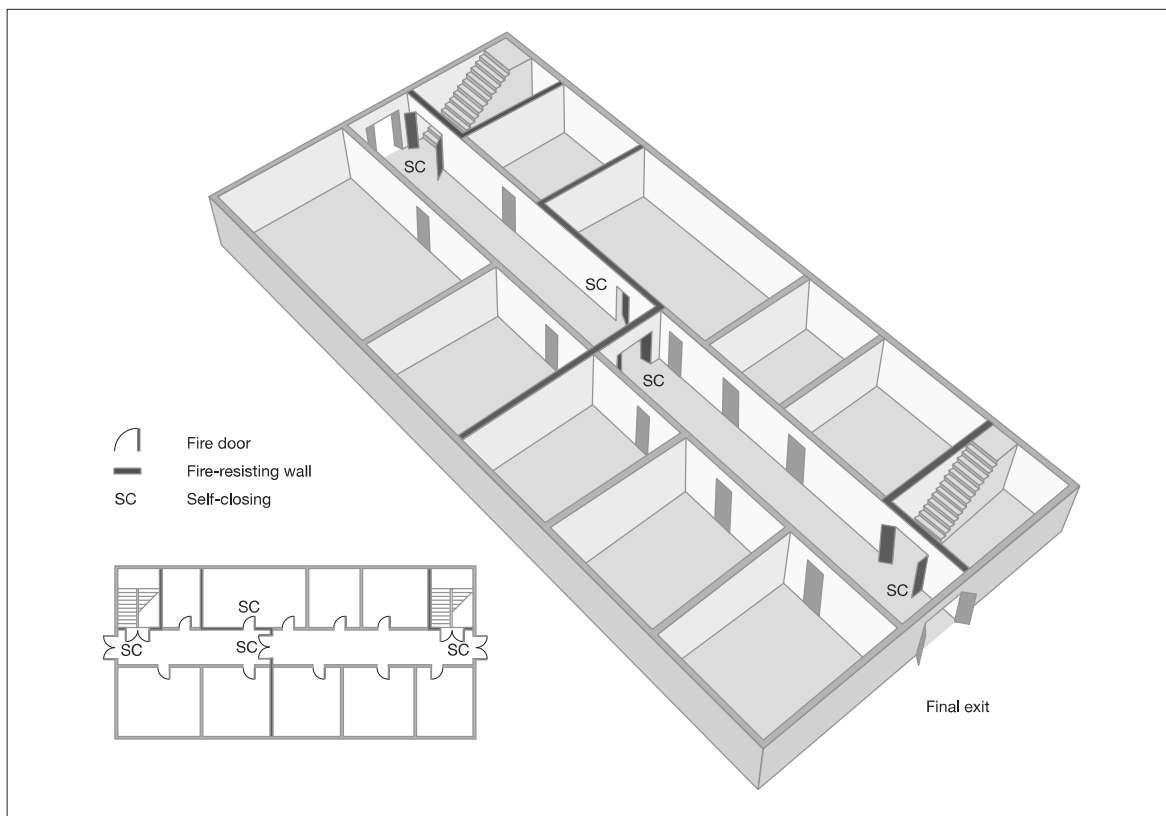 SC
SC
SC
SC
Fire door
Fire-resisting wall
SC Self-closing
SC
SC
SC
SC
Final exit